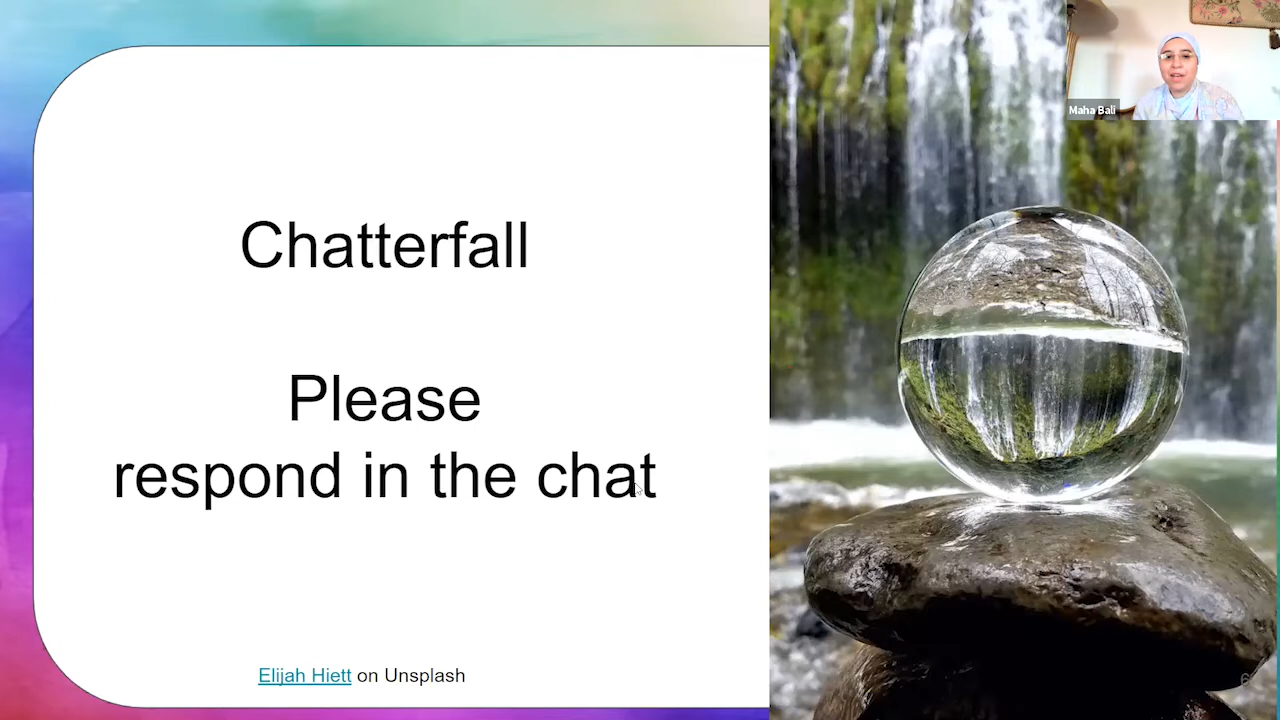 Maha Bali
Chatterfall
Please
respond in the chat
Elijah Hiett on Unsplash